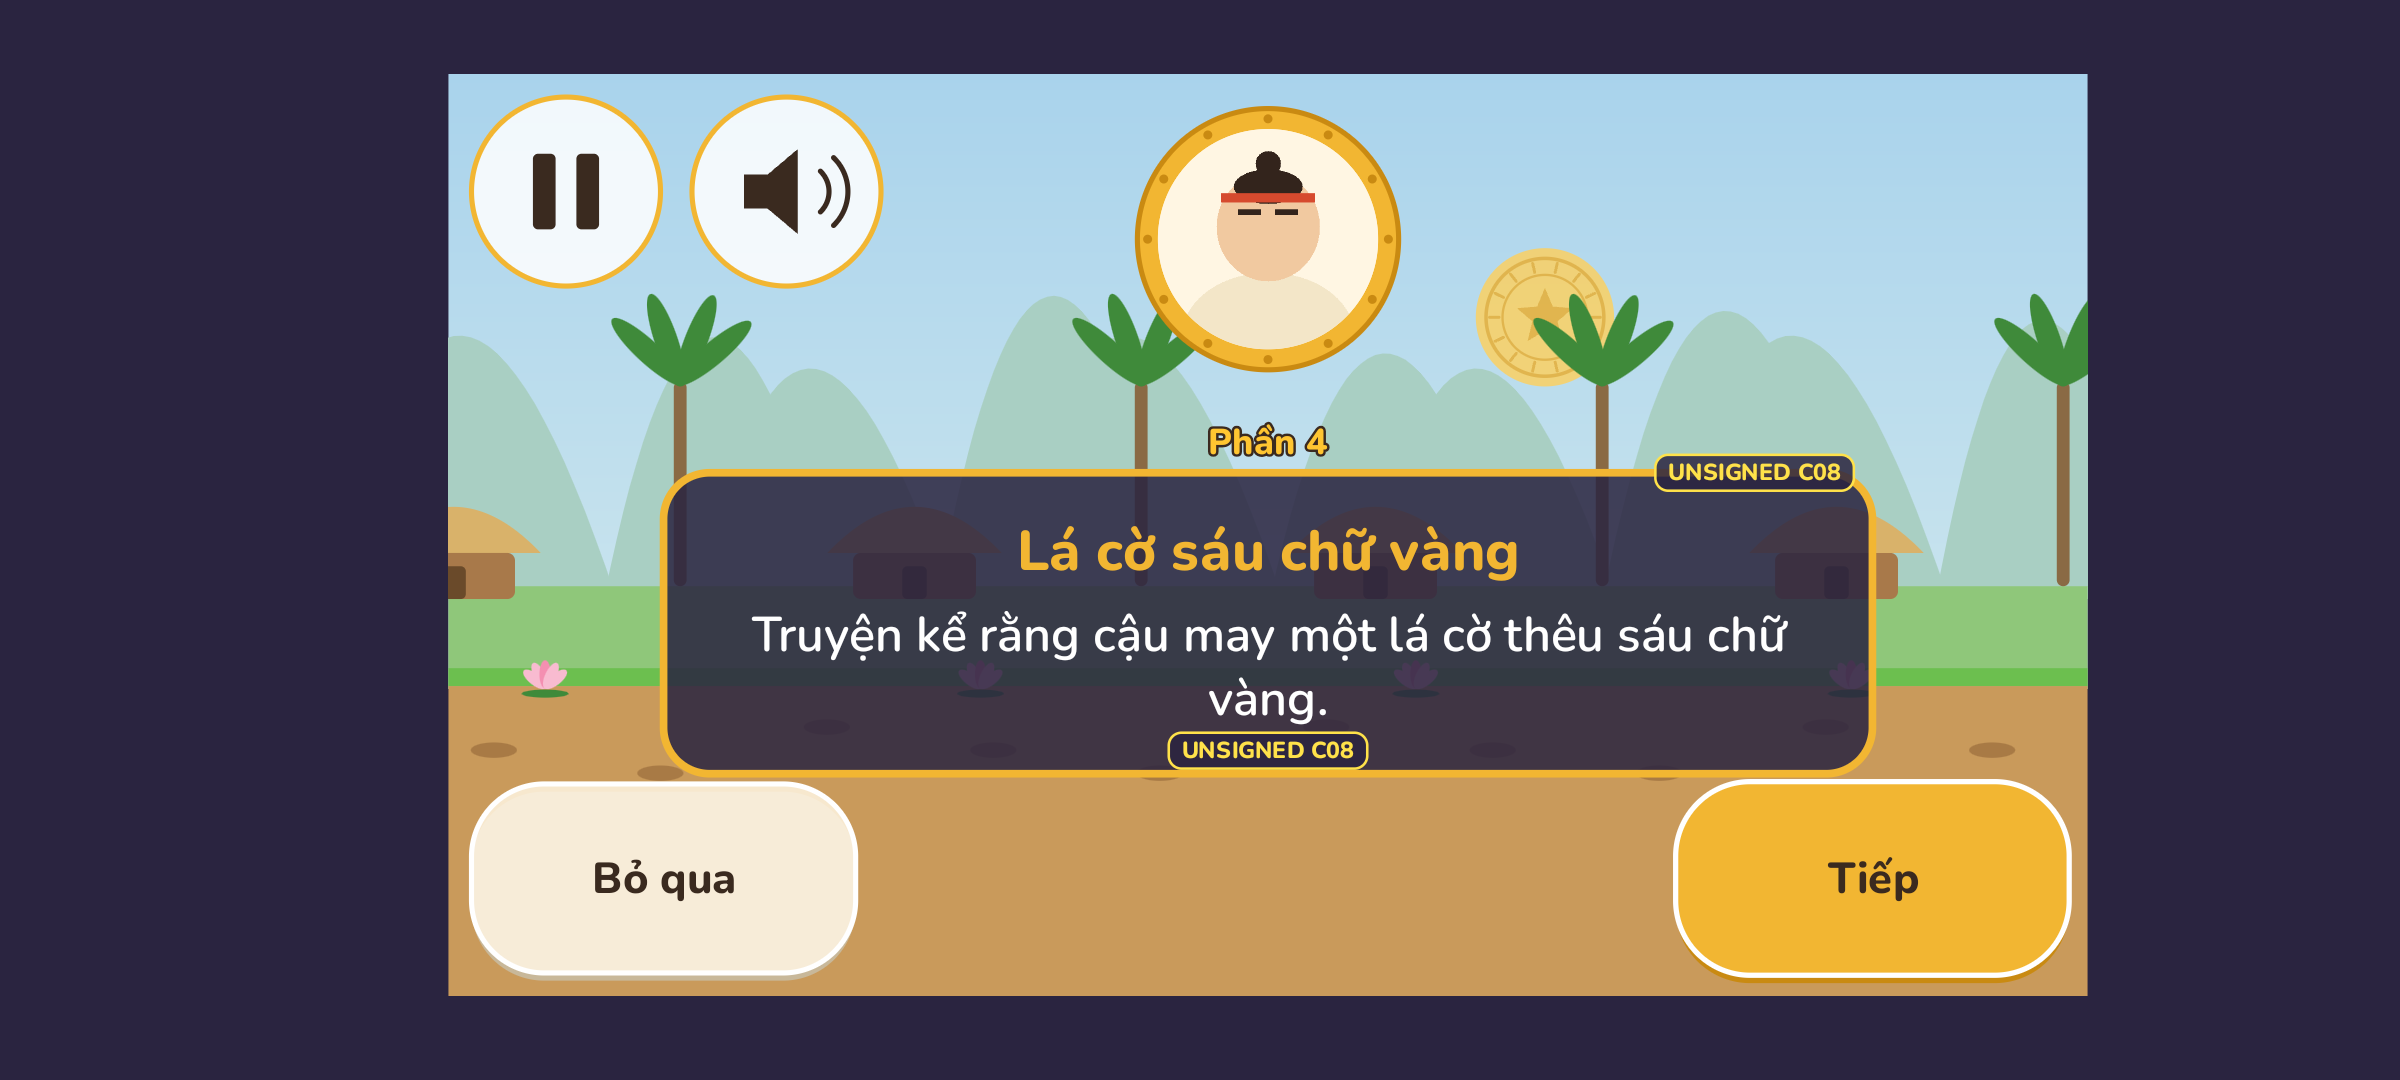 Phần 4
UNSIGNED C08
Lá cờ sáu chữ vàng
Truyện kể rằng cậu may một lá cờ thêu sáu chữ
vàng.
UNSIGNED C08
Bỏ qua
Tiếp